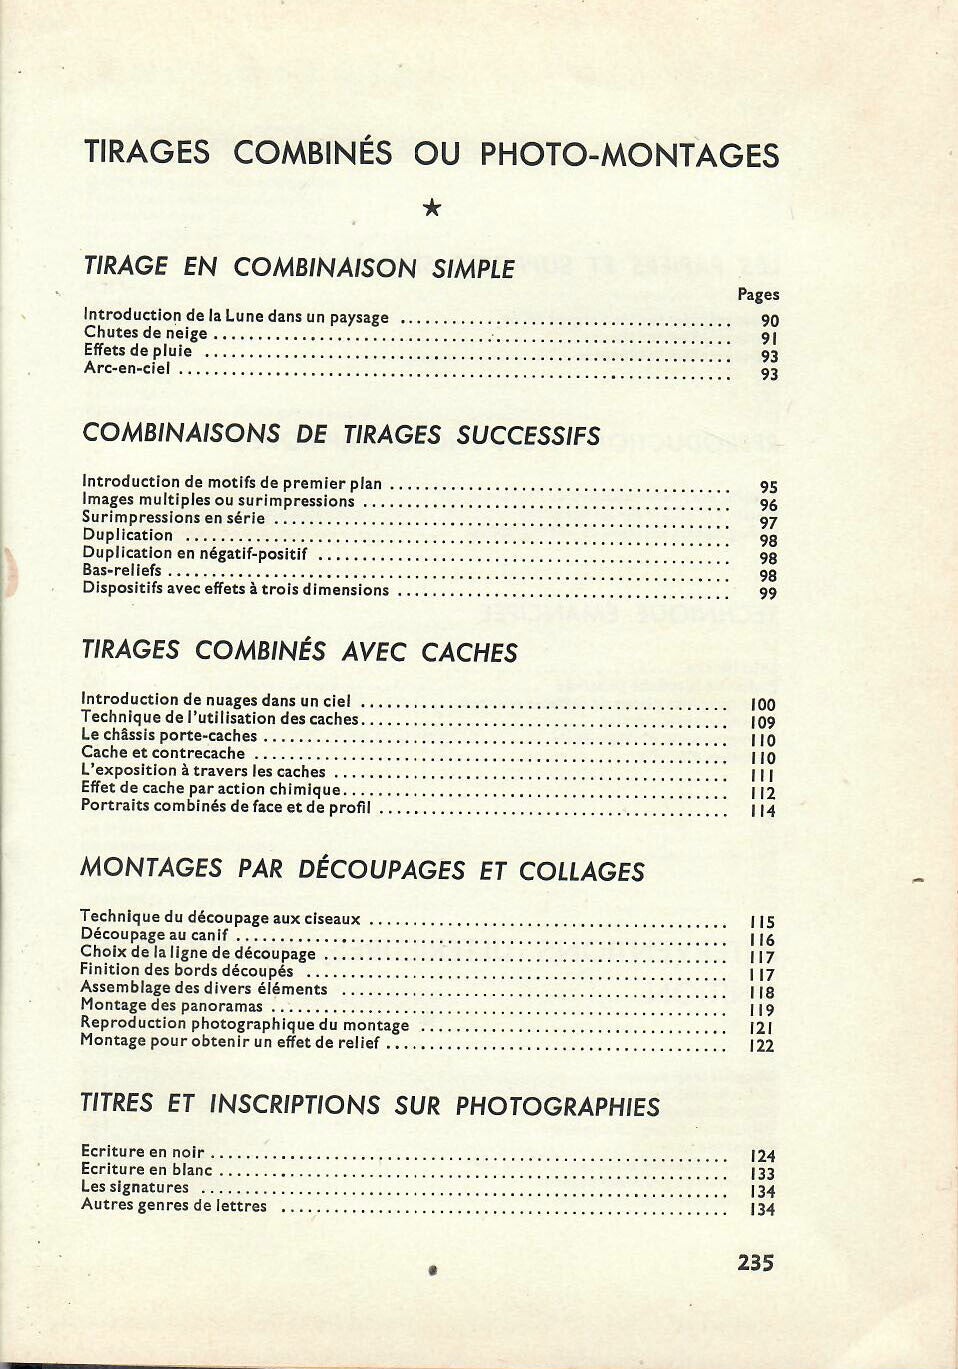 TIRAGES COMBINÉS OU PHOTO-MONTAGES
★
TIRAGE EN COMBINAISON SIMPLE
Pages
Introduction de la Lune dans un paysage ........................................ 90
Chutes de neige ........................................ 91
Effets de pluie ........................................ 93
Arc-en-ciel ........................................ 93
COMBINAISONS DE TIRAGES SUCCESSIFS
Introduction de motifs de premier plan ........................................ 95
Images multiples ou surimpressions ........................................ 96
Surimpressions en série ........................................ 97
Duplication ........................................ 98
Duplication en négatif-positif ........................................ 98
Bas-reliefs ........................................ 98
Dispositifs avec effets à trois dimensions ........................................ 99
TIRAGES COMBINÉS AVEC CACHES
Introduction de nuages dans un ciel ........................................ 100
Technique de l'utilisation des caches ........................................ 109
Le châssis porte-caches ........................................ 110
Cache et contrecache ........................................ 110
L'exposition à travers les caches ........................................ 111
Effet de cache par action chimique ........................................ 112
Portraits combinés de face et de profil ........................................ 114
MONTAGES PAR DÉCOUPAGES ET COLLAGES
Technique du découpage aux ciseaux ........................................ 115
Découpage au canif ........................................ 116
Choix de la ligne de découpage ........................................ 117
Finition des bords découpés ........................................ 117
Assemblage des divers éléments ........................................ 118
Montage des panoramas ........................................ 119
Reproduction photographique du montage ........................................ 121
Montage pour obtenir un effet de relief ........................................ 122
TITRES ET INSCRIPTIONS SUR PHOTOGRAPHIES
Ecriture en noir ........................................ 124
Ecriture en blanc ........................................ 133
Les signatures ........................................ 134
Autres genres de lettres ........................................ 134
235